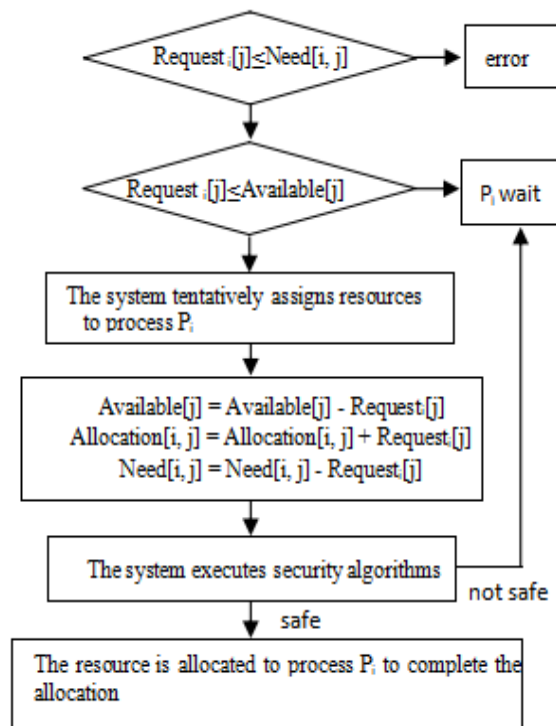 Request ᵢ[j]≤Need[i, j]
error
Request ᵢ[j]≤Available[j]
Pᵢ wait
The system tentatively assigns resources
to process Pᵢ
Available[j] = Available[j] - Requestᵢ[j]
Allocation[i, j] = Allocation[i, j] + Requestᵢ[j]
Need[i, j] = Need[i, j] - Requestᵢ[j]
The system executes security algorithms
not safe
safe
The resource is allocated to process Pᵢ to complete the
allocation